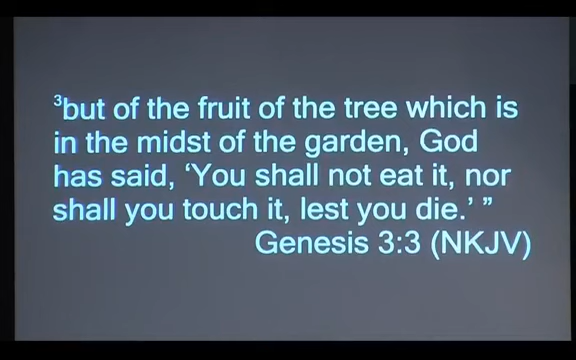 ³but of the fruit of the tree which is
in the midst of the garden, God
has said, ‘You shall not eat it, nor
shall you touch it, lest you die.’ ”
Genesis 3:3 (NKJV)